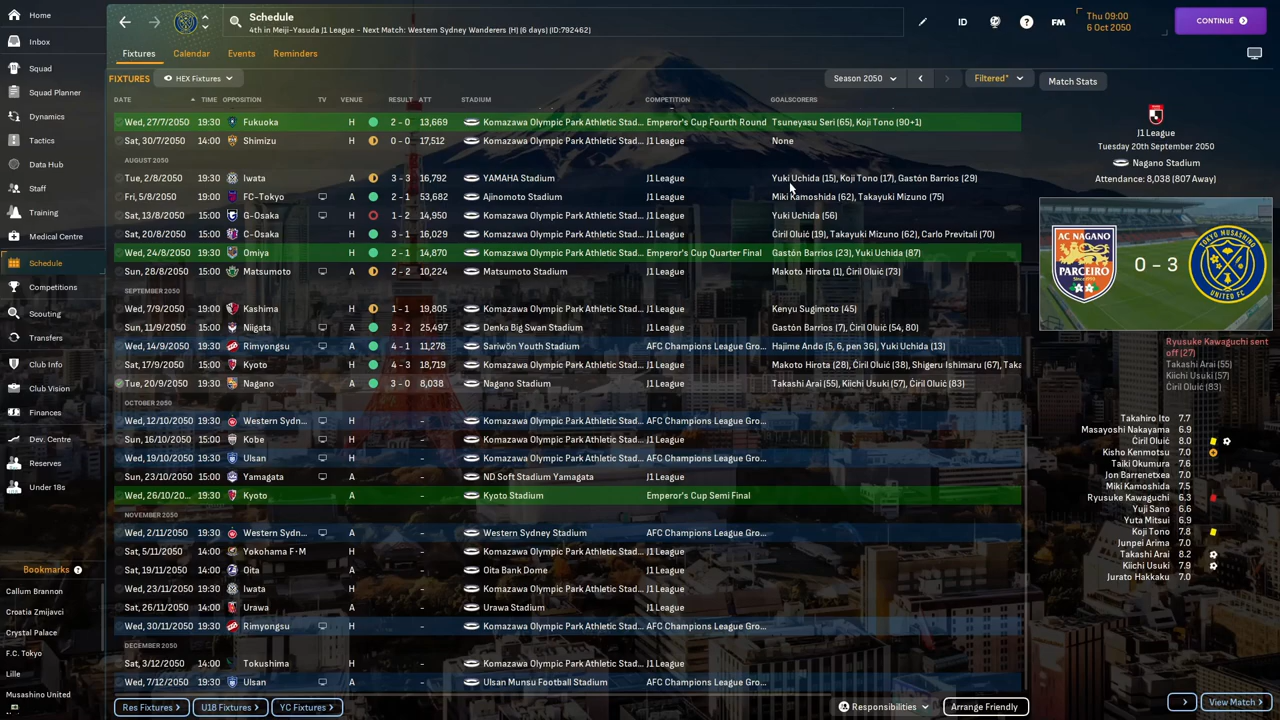 Home
Inbox
Squad
Squad Planner
Dynamics
Tactics
Data Hub
Staff
Training
Medical Centre
Schedule
Competitions
Scouting
Transfers
Club Info
Club Vision
Finances
Dev. Centre
Reserves
Under 18s
Bookmarks ?
Callum Brannon
Croatia Zmijavci
Crystal Palace
F.C. Tokyo
Lille
Musashino United
Schedule
4th in Meiji-Yasuda J1 League - Next Match: Western Sydney Wanderers (H) [6 days] (ID:792462)
ID ? FM
Thu 09:00
6 Oct 2050
CONTINUE
Fixtures Calendar Events Reminders
FIXTURES HEX Fixtures Season 2050 Filtered* Match Stats
DATE TIME OPPOSITION TV VENUE RESULT ATT STADIUM COMPETITION GOALSCORERS
Wed, 27/7/2050 19:30 Fukuoka H 2 - 0 13,669 Komazawa Olympic Park Athletic Stad... Emperor's Cup Fourth Round Tsuneyasu Seri (65), Koji Tono (90+1)
Sat, 30/7/2050 19:30 Shimizu H 0 - 0 17,512 Komazawa Olympic Park Athletic Stad... J1 League None
AUGUST 2050
Tue, 2/8/2050 19:30 Iwata A 3 - 3 16,792 YAMAHA Stadium J1 League Yuki Uchida (15), Koji Tono (17), Gastón Barrios (29)
Fri, 5/8/2050 19:30 FC-Tokyo A 2 - 1 53,682 Ajinomoto Stadium J1 League Miki Kamoshida (62), Takayuki Mizuno (75)
Sat, 13/8/2050 15:00 G-Osaka H 1 - 2 14,950 Komazawa Olympic Park Athletic Stad... J1 League Yuki Uchida (56)
Sat, 20/8/2050 15:00 C-Osaka H 3 - 1 16,029 Komazawa Olympic Park Athletic Stad... J1 League Ćiril Oluić (19), Takayuki Mizuno (62), Carlo Previtali (70)
Wed, 24/8/2050 19:30 Omiya H 2 - 1 14,870 Komazawa Olympic Park Athletic Stad... Emperor's Cup Quarter Final Gastón Barrios (23), Yuki Uchida (87)
Sun, 28/8/2050 15:00 Matsumoto A 2 - 2 10,224 Matsumoto Stadium J1 League Makoto Hirota (1), Ćiril Oluić (73)
SEPTEMBER 2050
Wed, 7/9/2050 19:30 Kashima H 1 - 1 19,805 Komazawa Olympic Park Athletic Stad... J1 League Kenyu Sugimoto (45)
Sun, 11/9/2050 15:00 Niigata A 3 - 2 25,497 Denka Big Swan Stadium J1 League Gastón Barrios (7), Ćiril Oluić (54, 80)
Wed, 14/9/2050 19:30 Rimyongsu A 4 - 1 11,278 Sariwŏn Youth Stadium AFC Champions League Gro... Hajime Ando (5, 6, pen 36), Yuki Uchida (13)
Sat, 17/9/2050 15:00 Kyoto H 4 - 3 18,719 Komazawa Olympic Park Athletic Stad... J1 League Makoto Hirota (28), Ćiril Oluić (38), Shigeru Ishimaru (67), Taka
Tue, 20/9/2050 19:30 Nagano A 3 - 0 8,038 Nagano Stadium J1 League Takashi Arai (55), Kiichi Usuki (57), Ćiril Oluić (83)
OCTOBER 2050
Wed, 12/10/2050 19:30 Western Sydn... H - Komazawa Olympic Park Athletic Stad... AFC Champions League Gro...
Sun, 16/10/2050 15:00 Kobe H - Komazawa Olympic Park Athletic Stad... J1 League
Wed, 19/10/2050 19:30 Ulsan H - Komazawa Olympic Park Athletic Stad... AFC Champions League Gro...
Sun, 23/10/2050 15:00 Yamagata A - ND Soft Stadium Yamagata J1 League
Wed, 26/10/20... 19:30 Kyoto A - Kyoto Stadium Emperor's Cup Semi Final
NOVEMBER 2050
Wed, 2/11/2050 19:30 Western Sydn... A - Western Sydney Stadium AFC Champions League Gro...
Sat, 5/11/2050 14:00 Yokohama F·M H - Komazawa Olympic Park Athletic Stad... J1 League
Sat, 19/11/2050 14:00 Oita A - Oita Bank Dome J1 League
Wed, 23/11/2050 19:30 Iwata H - Komazawa Olympic Park Athletic Stad... J1 League
Sat, 26/11/2050 14:00 Urawa A - Urawa Stadium J1 League
Wed, 30/11/2050 19:30 Rimyongsu H - Komazawa Olympic Park Athletic Stad... AFC Champions League Gro...
DECEMBER 2050
Sat, 3/12/2050 14:00 Tokushima H - Komazawa Olympic Park Athletic Stad... J1 League
Wed, 7/12/2050 19:30 Ulsan A - Ulsan Munsu Football Stadium AFC Champions League Gro...
Res Fixtures > U18 Fixtures > YC Fixtures > Responsibilities Arrange Friendly
J1 League
Tuesday 20th September 2050
Nagano Stadium
Attendance: 8,038 (807 Away)
AC NAGANO
PARCEIRO
0 - 3
TOKYO MUSASHINO
UNITED FC
Ryusuke Kawaguchi sent
off (27)
Takashi Arai (55)
Kiichi Usuki (57)
Ćiril Oluić (83)
Takahiro Ito 7.7
Masayoshi Nakayama 6.9
Ćiril Oluić 8.0
Kisho Kenmotsu 7.0
Taiki Okumura 7.6
Jon Barrenetxea 7.0
Miki Kamoshida 7.5
Ryusuke Kawaguchi 6.3
Yuji Sano 6.6
Yuta Mitsui 6.9
Koji Tono 7.8
Junpei Arima 7.0
Takashi Arai 8.2
Kiichi Usuki 7.9
Jurato Hakkaku 7.0
> View Match >